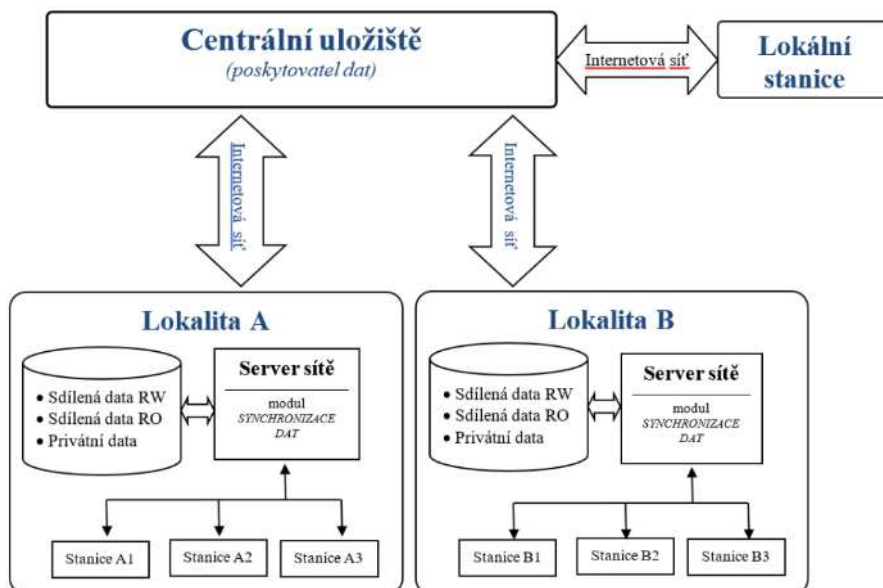 Centrální uložiště
(poskytovatel dat)
Internetová síť
Lokální
stanice
Internetová síť
Internetová síť
Lokalita A
Server sítě
modul
SYNCHRONIZACE
DAT
• Sdílená data RW
• Sdílená data RO
• Privátní data
Stanice A1
Stanice A2
Stanice A3
Lokalita B
Server sítě
modul
SYNCHRONIZACE
DAT
• Sdílená data RW
• Sdílená data RO
• Privátní data
Stanice B1
Stanice B2
Stanice B3